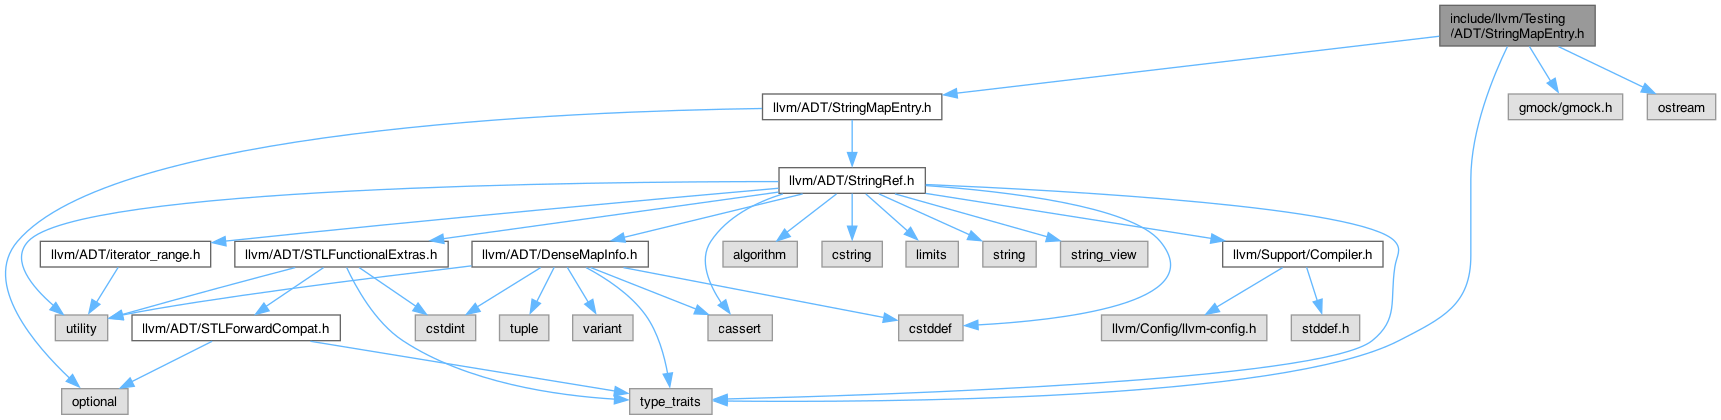 include/llvm/Testing
/ADT/StringMapEntry.h
llvm/ADT/StringMapEntry.h
gmock/gmock.h
ostream
llvm/ADT/StringRef.h
llvm/ADT/iterator_range.h
llvm/ADT/STLFunctionalExtras.h
llvm/ADT/DenseMapInfo.h
algorithm
cstring
limits
string
string_view
llvm/Support/Compiler.h
utility
llvm/ADT/STLForwardCompat.h
cstdint
tuple
variant
cassert
cstddef
llvm/Config/llvm-config.h
stddef.h
optional
type_traits